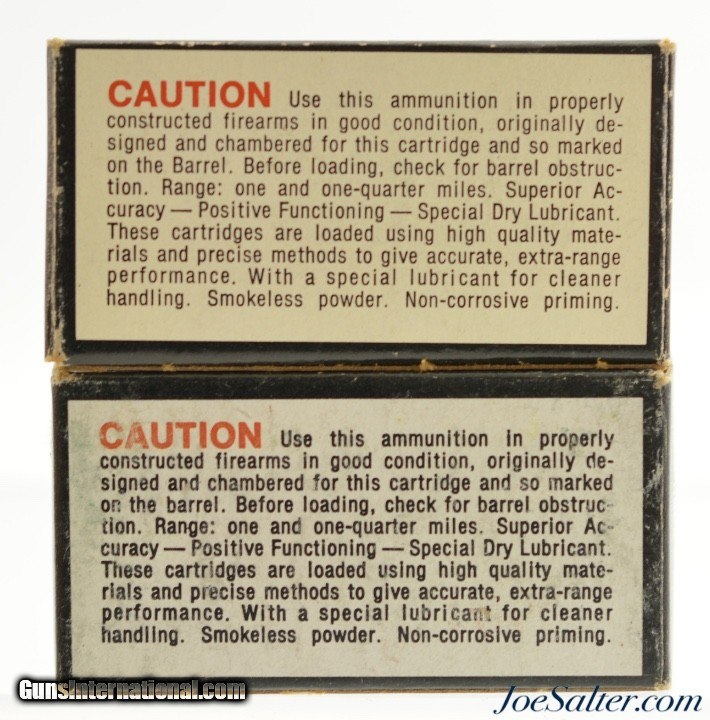 CAUTION Use this ammunition in properly
constructed firearms in good condition, originally de-
signed and chambered for this cartridge and so marked
on the Barrel. Before loading, check for barrel obstruc-
tion. Range: one and one-quarter miles. Superior Ac-
curacy — Positive Functioning — Special Dry Lubricant.
These cartridges are loaded using high quality mate-
rials and precise methods to give accurate, extra-range
performance. With a special lubricant for cleaner
handling. Smokeless powder. Non-corrosive priming.
CAUTION Use this ammunition in properly
constructed firearms in good condition, originally de-
signed and chambered for this cartridge and so marked
on the barrel. Before loading, check for barrel obstruc-
tion. Range: one and one-quarter miles. Superior Ac-
curacy — Positive Functioning — Special Dry Lubricant.
These cartridges are loaded using high quality mate-
rials and precise methods to give accurate, extra-range
performance. With a special lubricant for cleaner
handling. Smokeless powder. Non-corrosive priming.
GunsInternational.com
JoeSalter.com